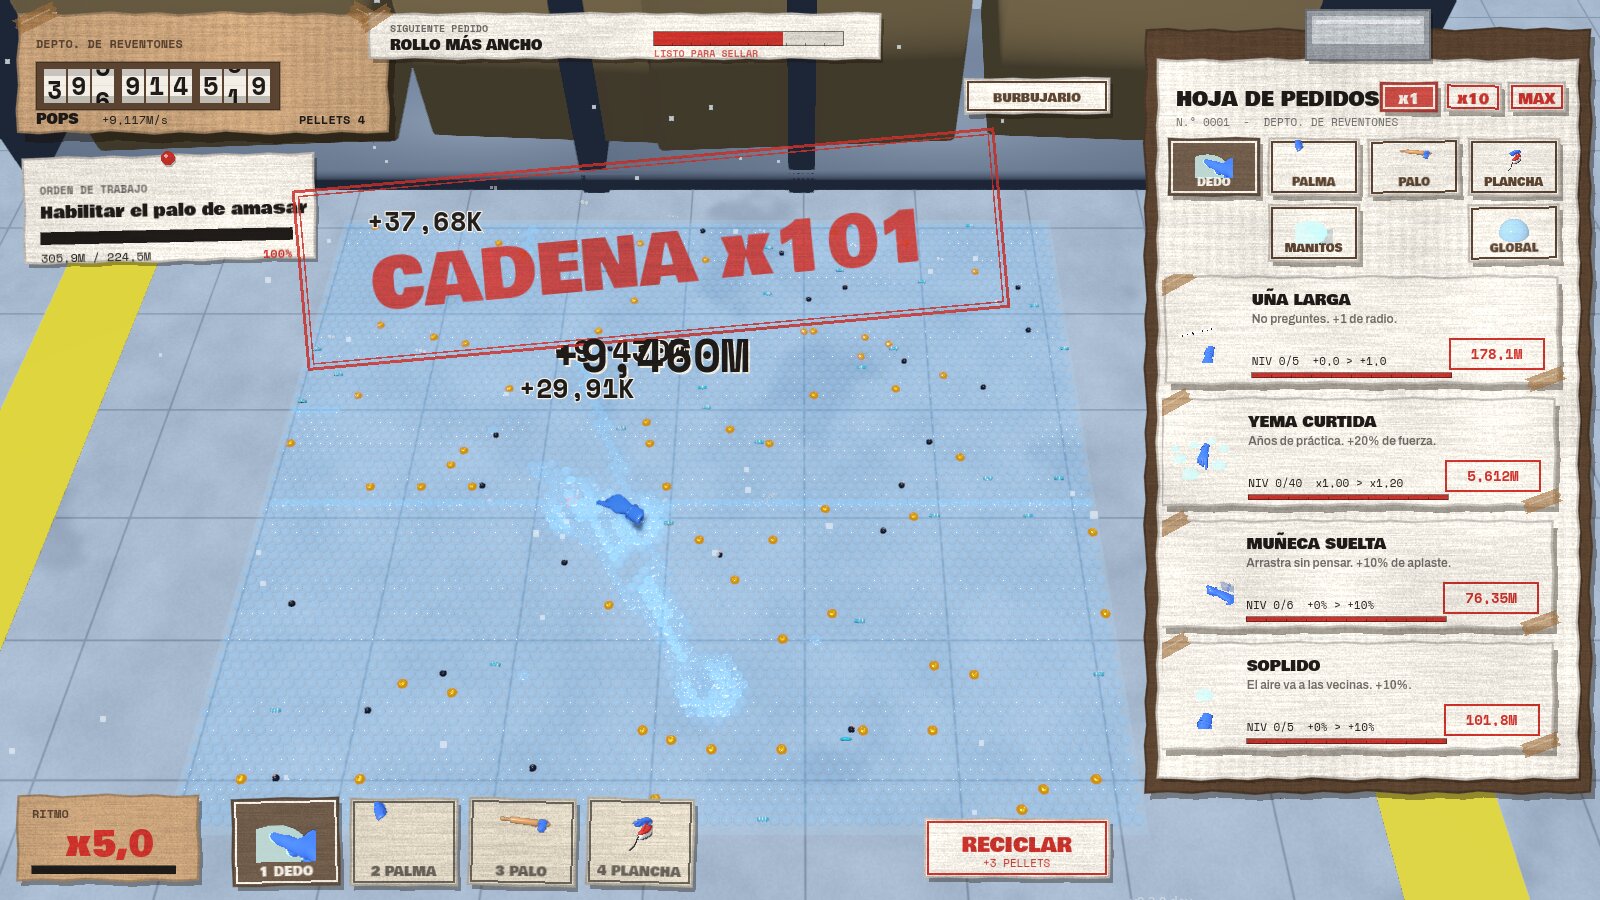 DEPTO. DE REVENTONES
POPS
+9,117M/s
PELLETS 4
SIGUIENTE PEDIDO
ROLLO MÁS ANCHO
LISTO PARA SELLAR
BURBUJARIO
ORDEN DE TRABAJO
Habilitar el palo de amasar
305,9M / 224,5M
100%
+37,68K
CADENA x101
+9,460M
+29,91K
HOJA DE PEDIDOS
x1
x10
MAX
N.° 0001 - DEPTO. DE REVENTONES
DEDO
PALMA
PALO
PLANCHA
MANITOS
GLOBAL
UÑA LARGA
No preguntes. +1 de radio.
NIV 0/5 +0,0 > +1,0
178,1M
YEMA CURTIDA
Años de práctica. +20% de fuerza.
NIV 0/40 x1,00 > x1,20
5,612M
MUÑECA SUELTA
Arrastra sin pensar. +10% de aplaste.
NIV 0/6 +0% > +10%
76,35M
SOPLIDO
El aire va a las vecinas. +10%.
NIV 0/5 +0% > +10%
101,8M
RITMO
x5,0
1 DEDO
2 PALMA
3 PALO
4 PLANCHA
RECICLAR
+3 PELLETS